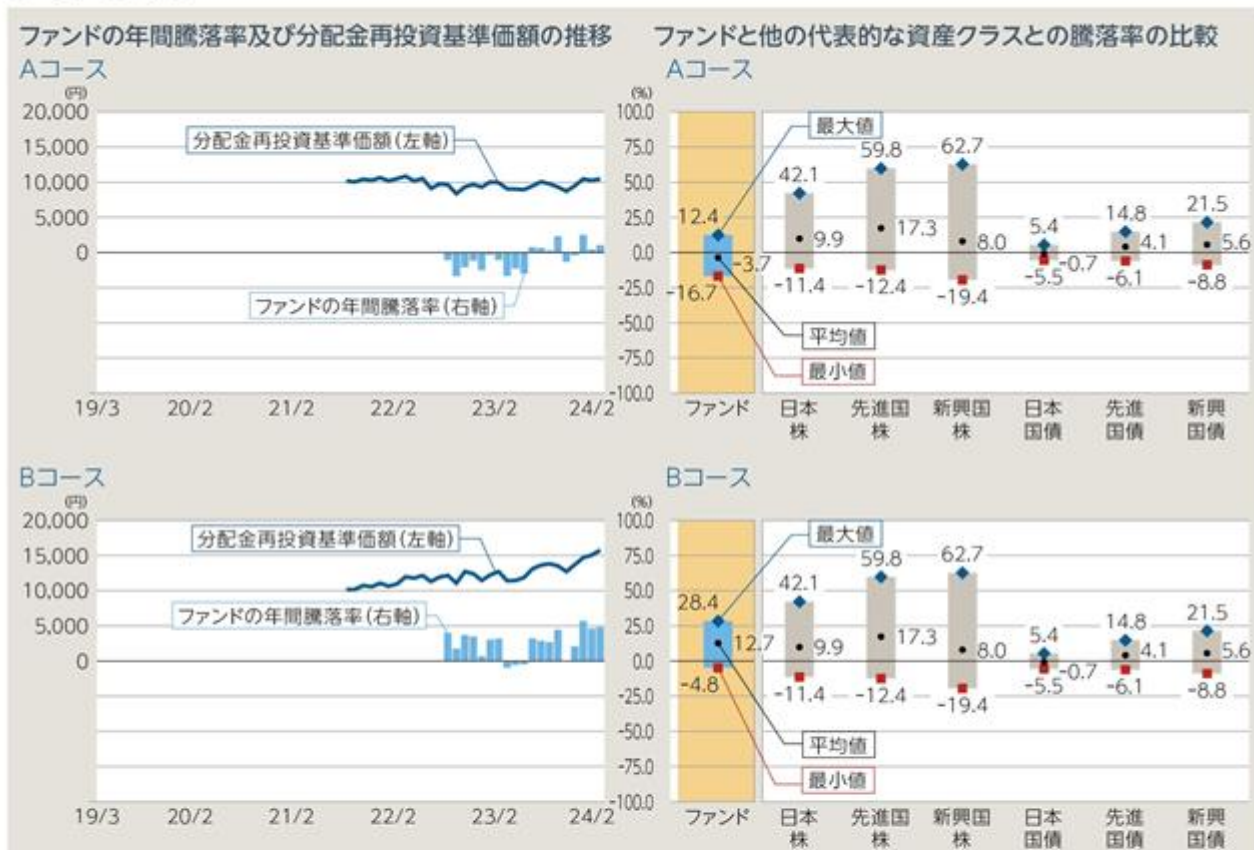 ファンドの年間騰落率及び分配金再投資基準価額の推移
ファンドと他の代表的な資産クラスとの騰落率の比較
Aコース
(円)
20,000
15,000
10,000
5,000
0
分配金再投資基準価額(左軸)
ファンドの年間騰落率(右軸)
19/3 20/2 21/2 22/2 23/2 24/2
Aコース
(%)
100.0
75.0
50.0
25.0
0.0
-25.0
-50.0
-75.0
-100.0
最大値
平均値
最小値
12.4 42.1 59.8 62.7 5.4 14.8 21.5
-3.7 9.9 17.3 8.0 -0.7 4.1 5.6
-16.7 -11.4 -12.4 -19.4 -5.5 -6.1 -8.8
ファンド 日本 先進国 新興国 日本 先進 新興
株 株 株 国債 国債 国債
Bコース
(円)
20,000
15,000
10,000
5,000
0
分配金再投資基準価額(左軸)
ファンドの年間騰落率(右軸)
19/3 20/2 21/2 22/2 23/2 24/2
Bコース
(%)
100.0
75.0
50.0
25.0
0.0
-25.0
-50.0
-75.0
-100.0
最大値
平均値
最小値
28.4 42.1 59.8 62.7 5.4 14.8 21.5
12.7 9.9 17.3 8.0 -0.7 4.1 5.6
-4.8 -11.4 -12.4 -19.4 -5.5 -6.1 -8.8
ファンド 日本 先進国 新興国 日本 先進 新興
株 株 株 国債 国債 国債